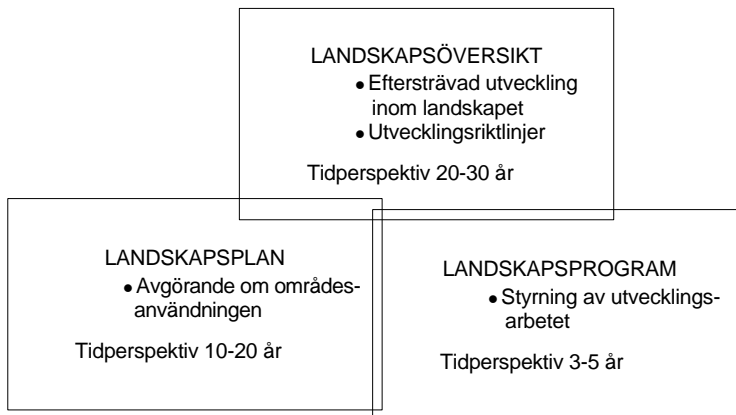 LANDSKAPSÖVERSIKT
• Eftersträvad utveckling
inom landskapet
• Utvecklingsriktlinjer
Tidperspektiv 20-30 år
LANDSKAPSPLAN
• Avgörande om områdes-
användningen
Tidperspektiv 10-20 år
LANDSKAPSPROGRAM
• Styrning av utvecklings-
arbetet
Tidperspektiv 3-5 år